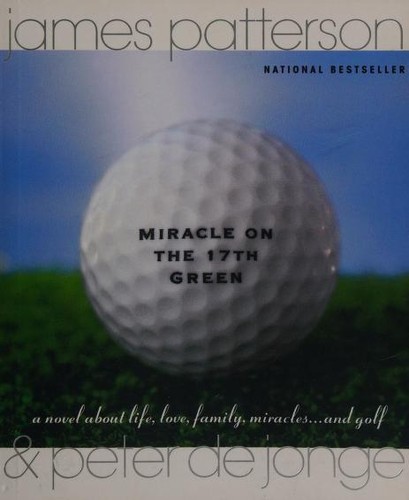 james patterson
NATIONAL BESTSELLER
MIRACLE ON
THE 17TH
GREEN
a novel about life, love, family, miracles...and golf
& peter de jonge